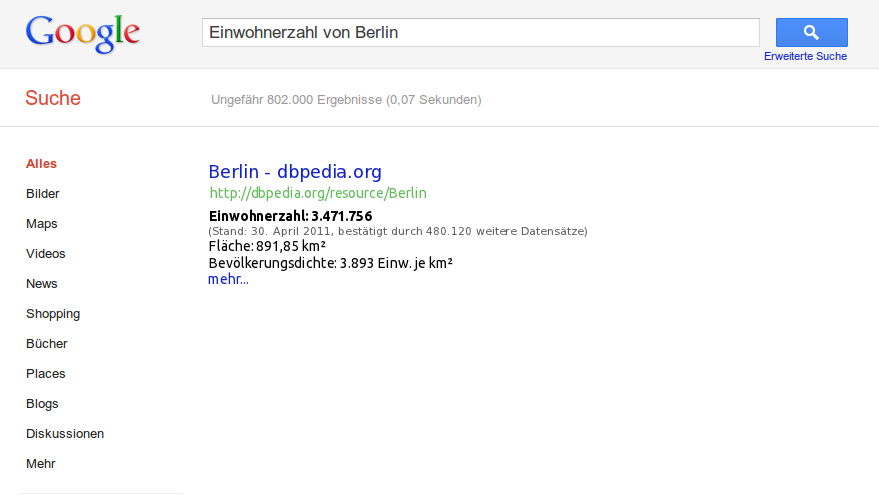 Google
Einwohnerzahl von Berlin
Erweiterte Suche
Suche
Ungefähr 802.000 Ergebnisse (0,07 Sekunden)
Alles
Bilder
Maps
Videos
News
Shopping
Bücher
Places
Blogs
Diskussionen
Mehr
Berlin - dbpedia.org
http://dbpedia.org/resource/Berlin
Einwohnerzahl: 3.471.756
(Stand: 30. April 2011, bestätigt durch 480.120 weitere Datensätze)
Fläche: 891,85 km²
Bevölkerungsdichte: 3.893 Einw. je km²
mehr...